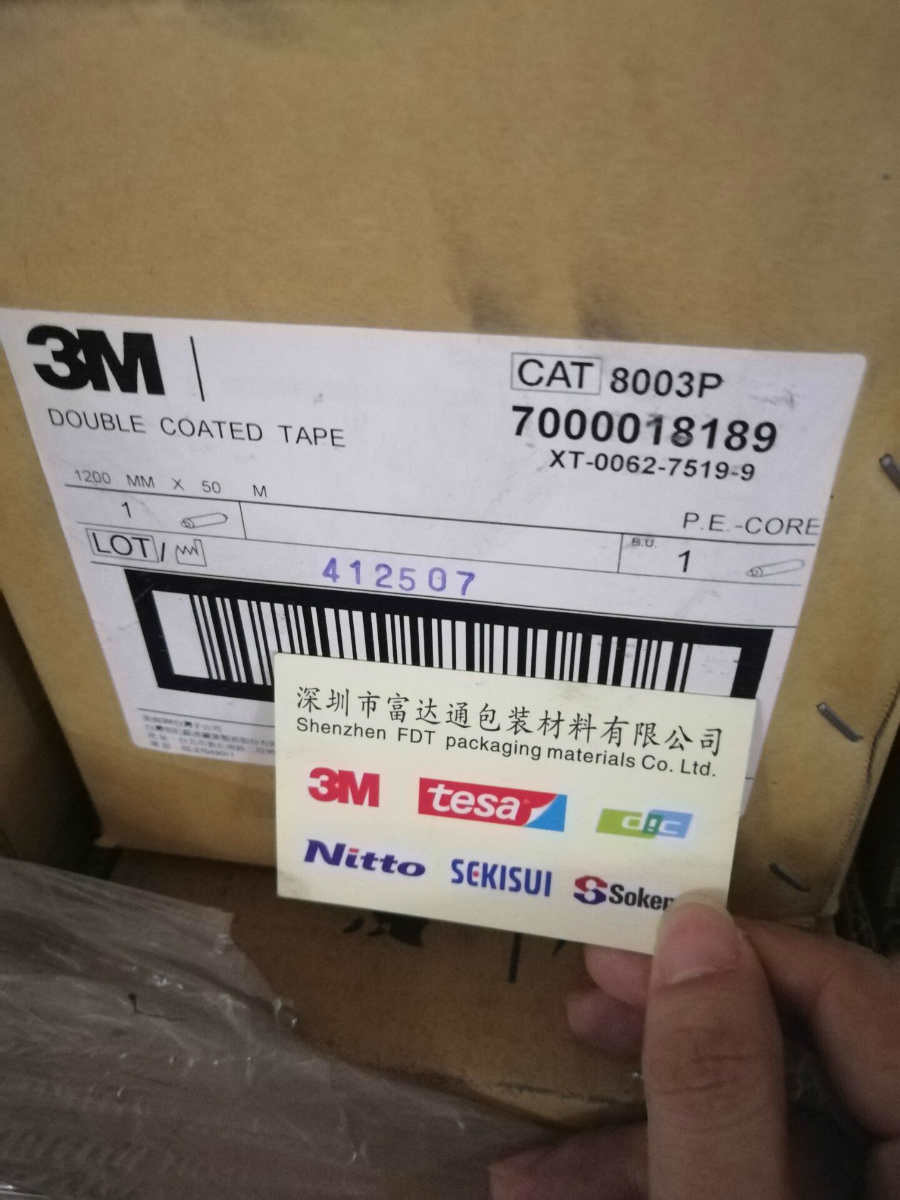 3M
DOUBLE COATED TAPE
CAT 8003P
7000018189
XT-0062-7519-9
1200 MM X 50 M
P.E.-CORE
1
B.U. 1
LOT/
412507
深圳市富达通包装材料有限公司
Shenzhen FDT packaging materials Co. Ltd.
3M tesa dic
Nitto SEKISUI